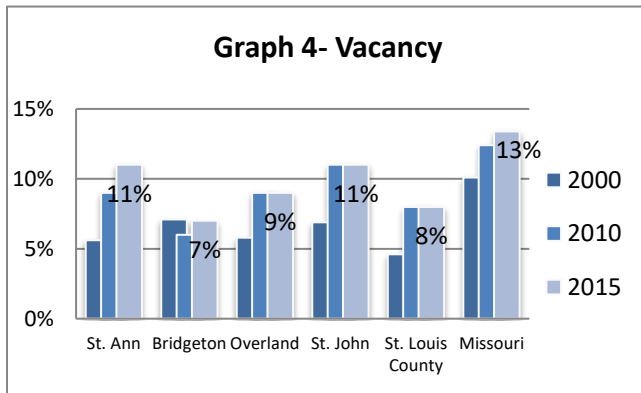 Graph 4- Vacancy
15%
10%
5%
0%
11%
7%
9%
11%
8%
13%
St. Ann
Bridgeton
Overland
St. John
St. Louis
County
Missouri
2000
2010
2015